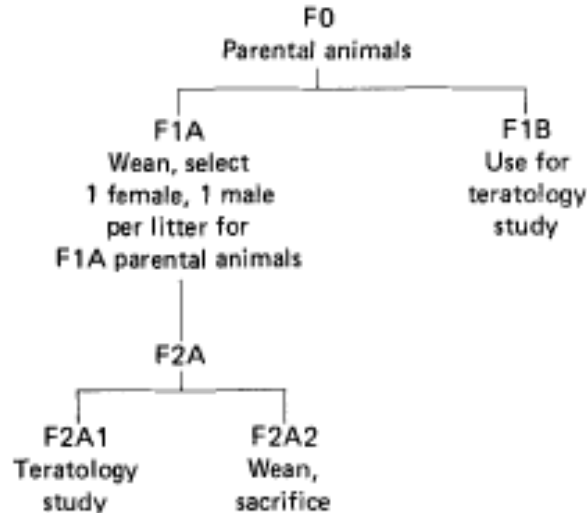 F0
Parental animals
F1A
Wean, select
1 female, 1 male
per litter for
F1A parental animals
F1B
Use for
teratology
study
F2A
F2A1
Teratology
study
F2A2
Wean,
sacrifice